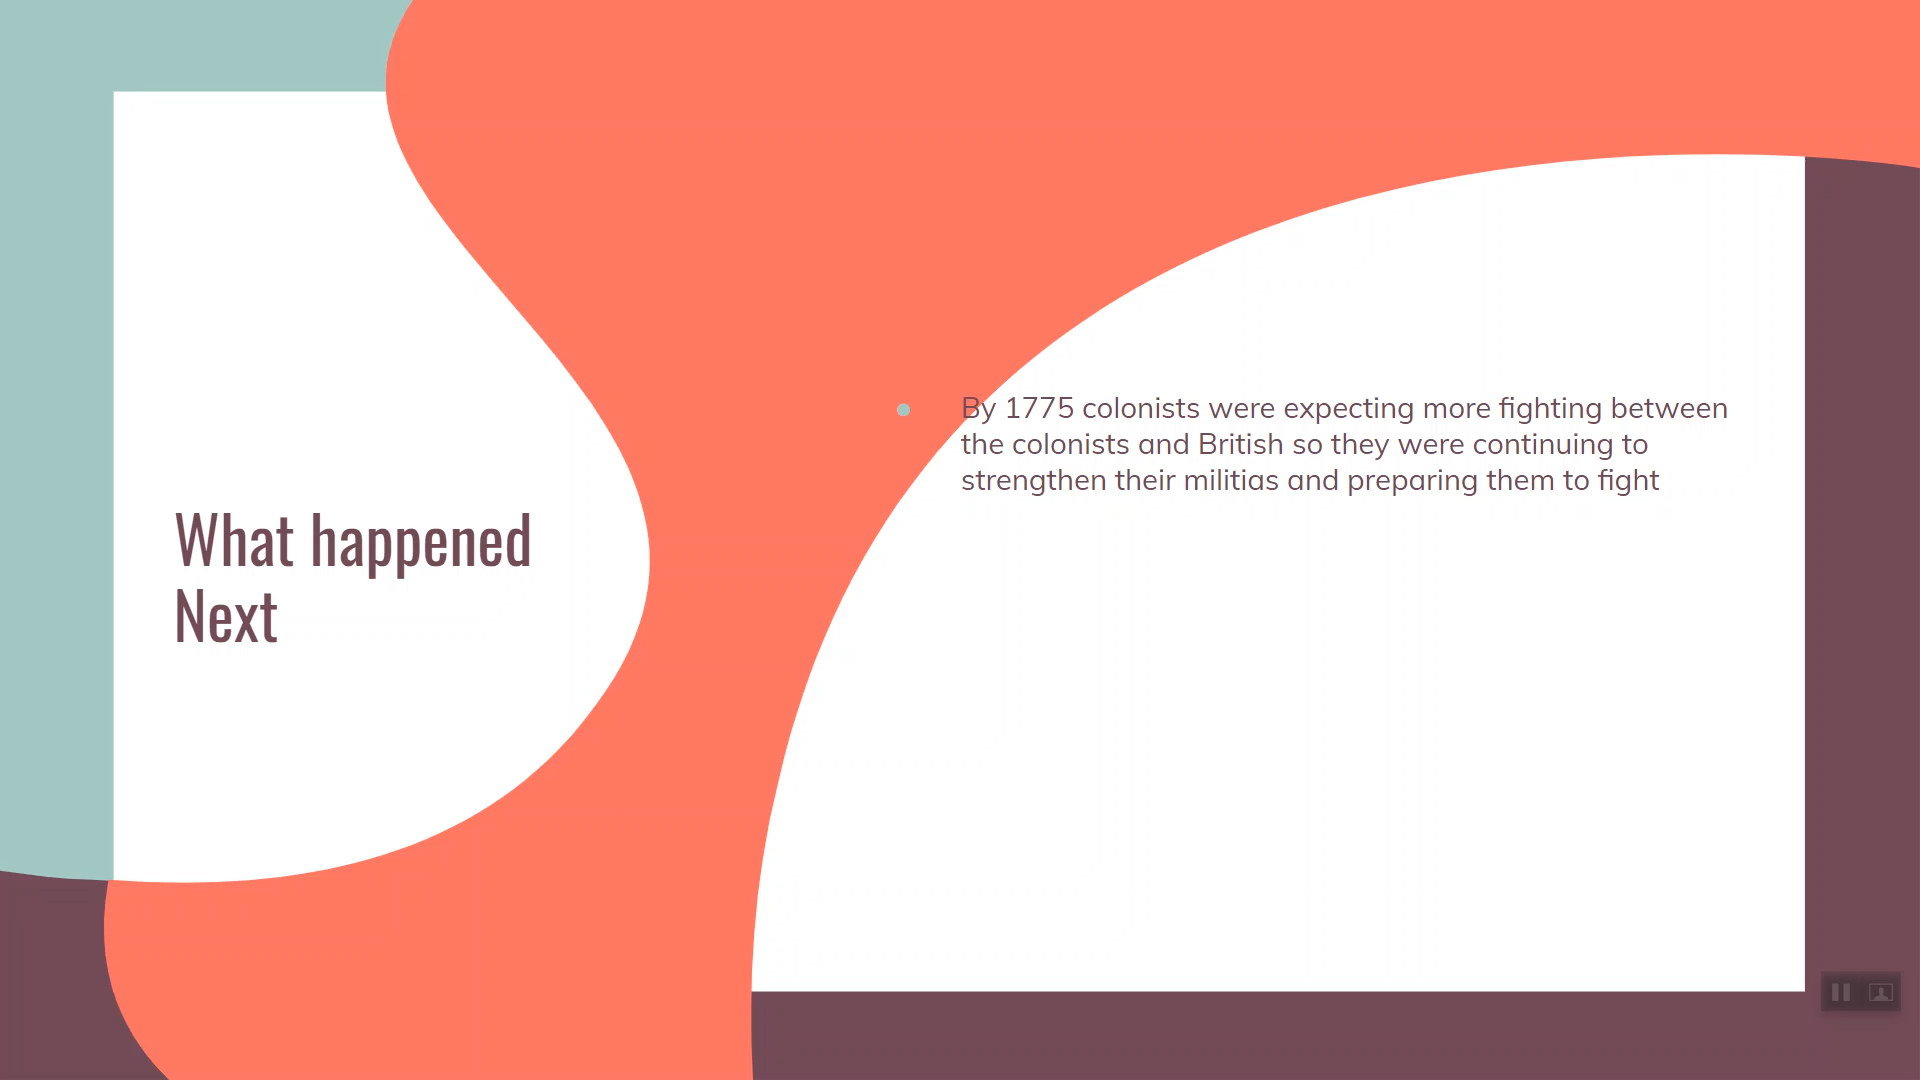 What happened
Next
By 1775 colonists were expecting more fighting between
the colonists and British so they were continuing to
strengthen their militias and preparing them to fight